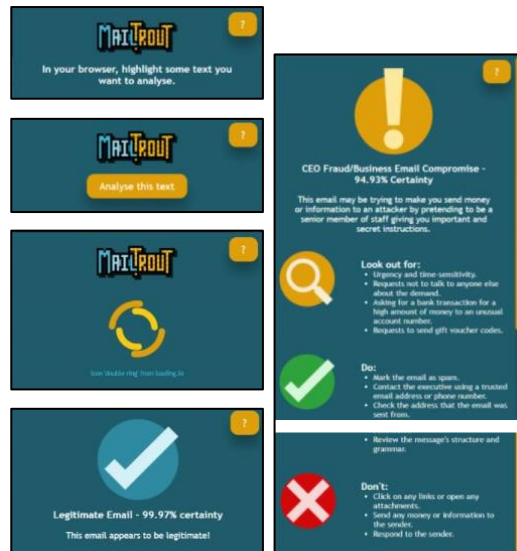 MAILTROUT
?
In your browser, highlight some text you
want to analyse.
MAILTROUT
?
Analyse this text
MAILTROUT
?
Icon 'double ring' from loading.io
?
Legitimate Email - 99.97% certainty
This email appears to be legitimate!
?
CEO Fraud/Business Email Compromise -
94.93% Certainty
This email may be trying to make you send money
or information to an attacker by pretending to be a
senior member of staff giving you important and
secret instructions.
Look out for:
• Urgency and time-sensitivity.
• Requests not to talk to anyone else
about the demand.
• Asking for a bank transaction for a
high amount of money to an unusual
account number.
• Requests to send gift voucher codes.
Do:
• Mark the email as spam.
• Contact the executive using a trusted
email address or phone number.
• Check the address that the email was
sent from.
• Review the message's structure and
grammar.
Don't:
• Click on any links or open any
attachments.
• Send any money or information to
the sender.
• Respond to the sender.